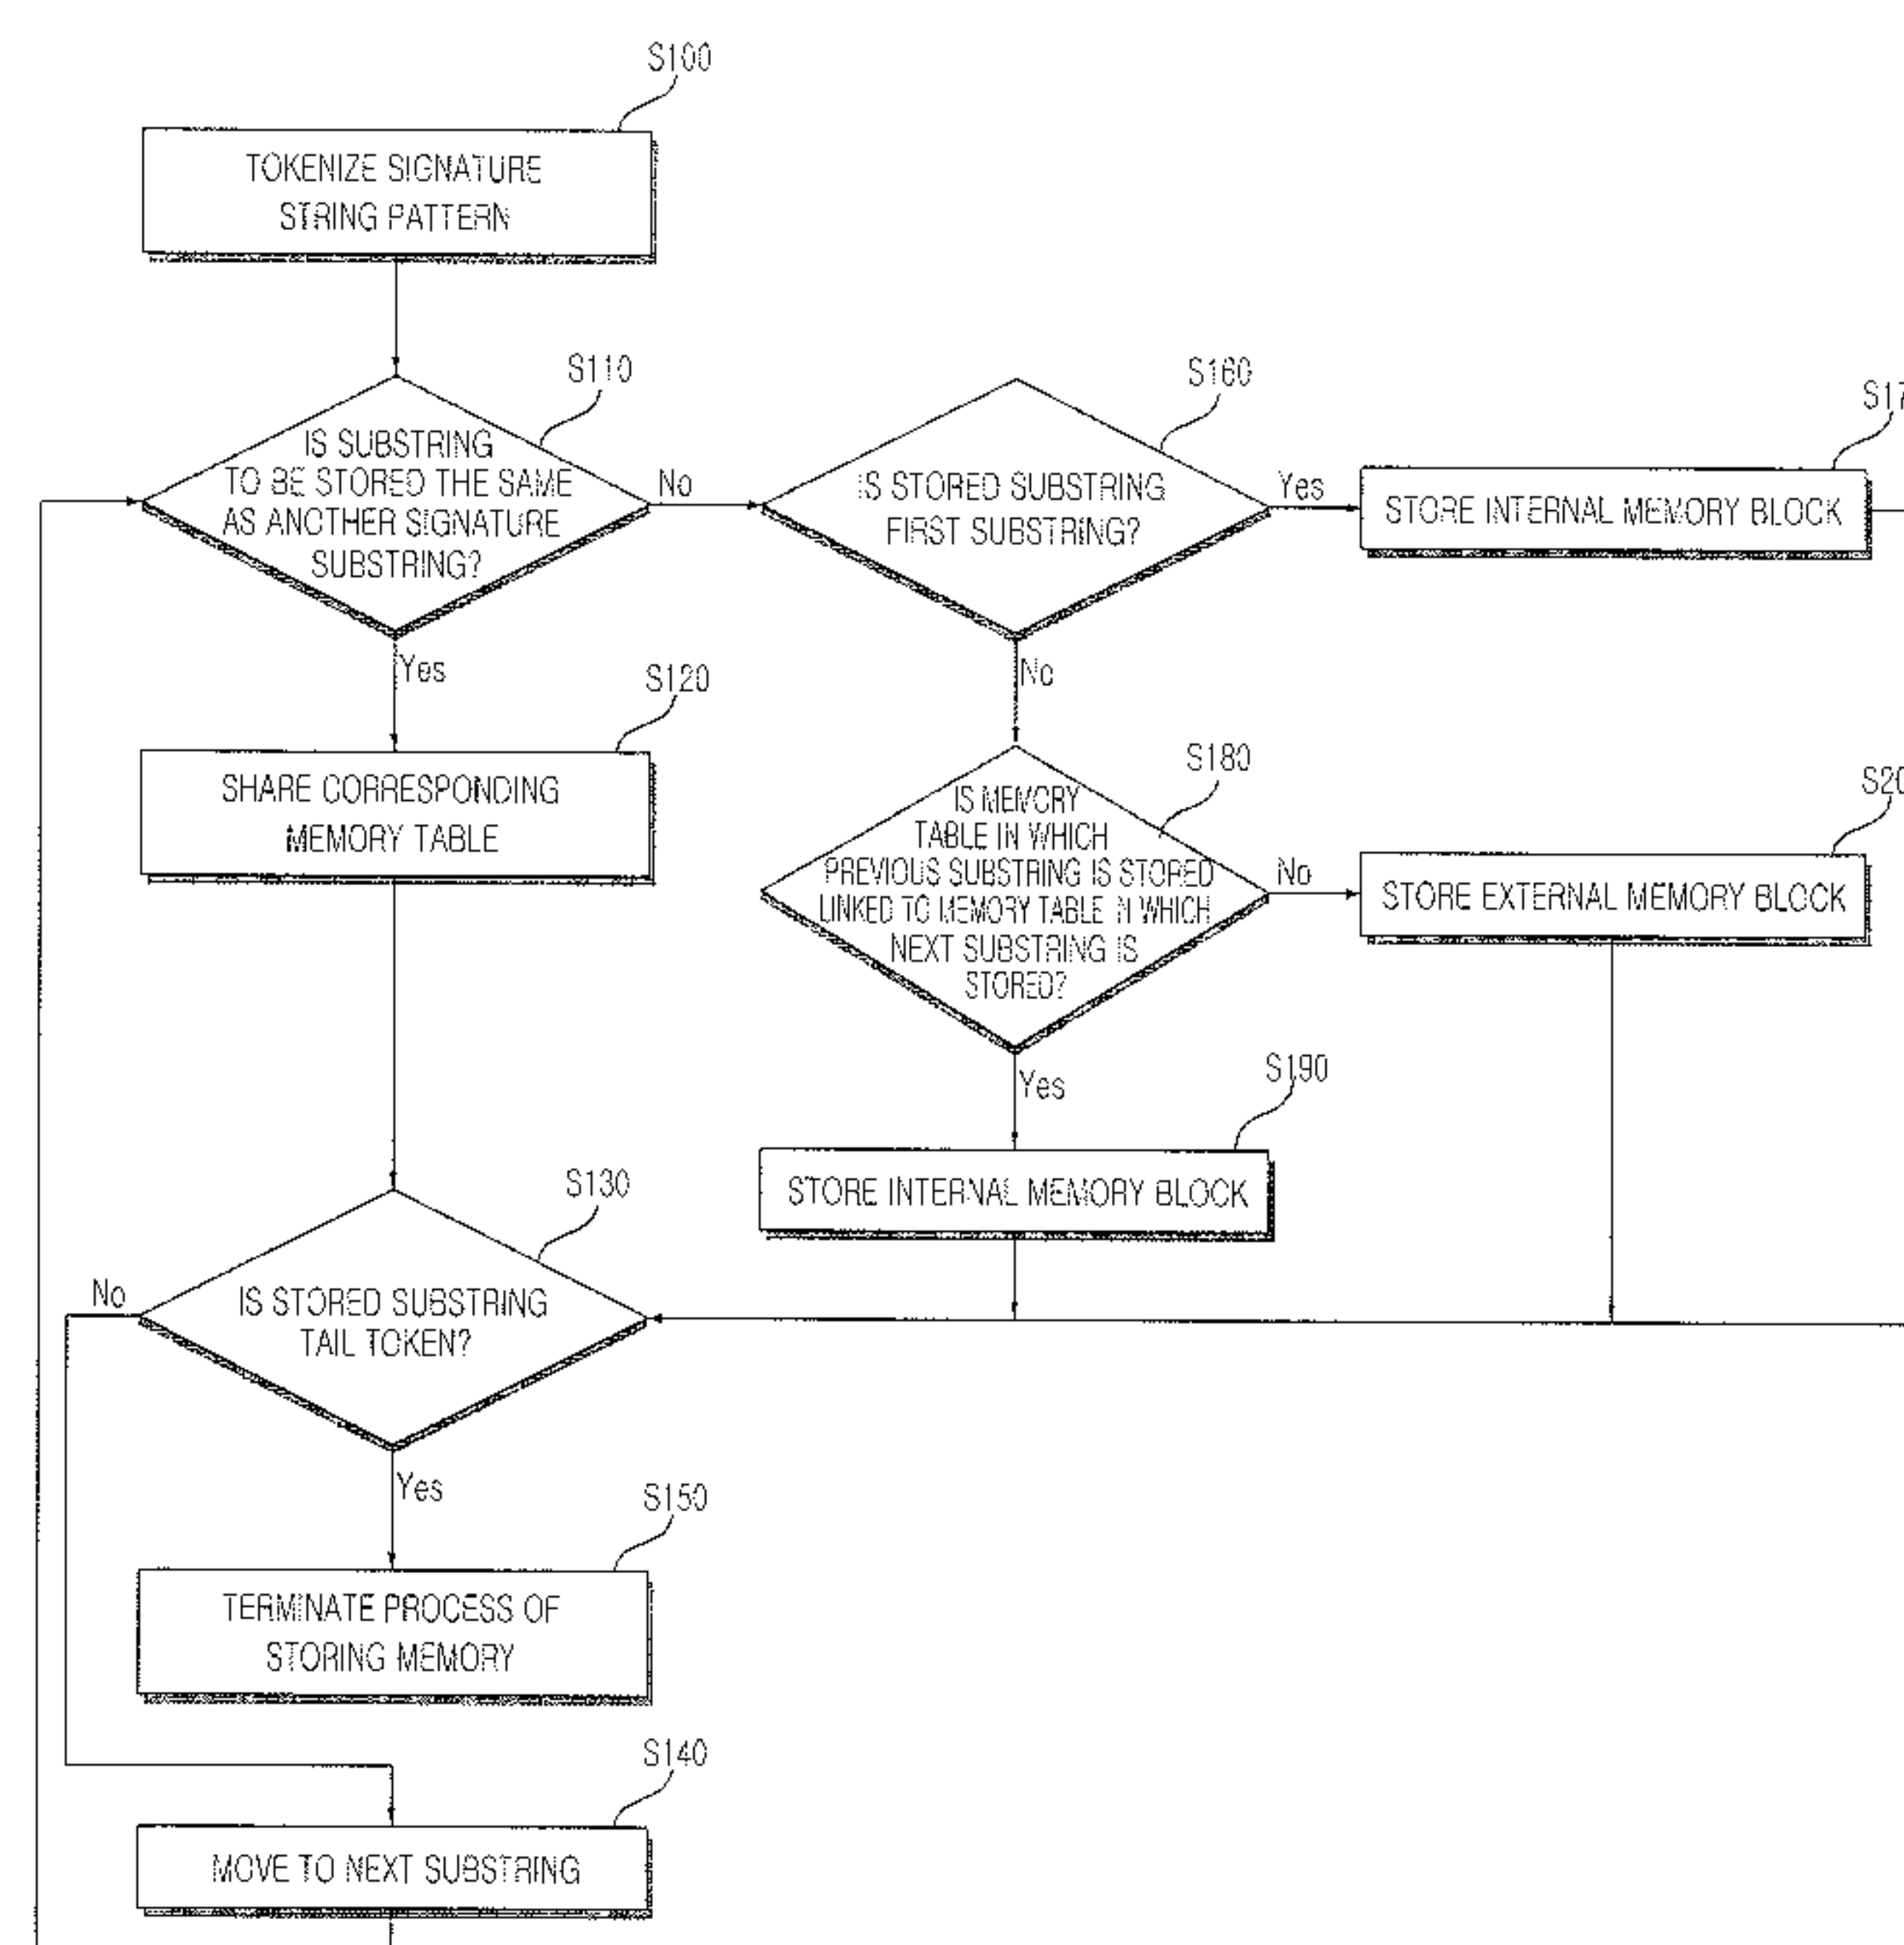 S100
TOKENIZE SIGNATURE
STRING PATTERN
S110
IS SUBSTRING
TO BE STORED THE SAME
AS ANOTHER SIGNATURE
SUBSTRING?
No
Yes
S160
IS STORED SUBSTRING
FIRST SUBSTRING?
Yes
No
S17
STORE INTERNAL MEMORY BLOCK
S120
SHARE CORRESPONDING
MEMORY TABLE
S180
IS MEMORY
TABLE IN WHICH
PREVIOUS SUBSTRING IS STORED
LINKED TO MEMORY TABLE IN WHICH
NEXT SUBSTRING IS
STORED?
No
Yes
S20
STORE EXTERNAL MEMORY BLOCK
S190
STORE INTERNAL MEMORY BLOCK
S130
IS STORED SUBSTRING
TAIL TOKEN?
No
Yes
S150
TERMINATE PROCESS OF
STORING MEMORY
S140
MOVE TO NEXT SUBSTRING